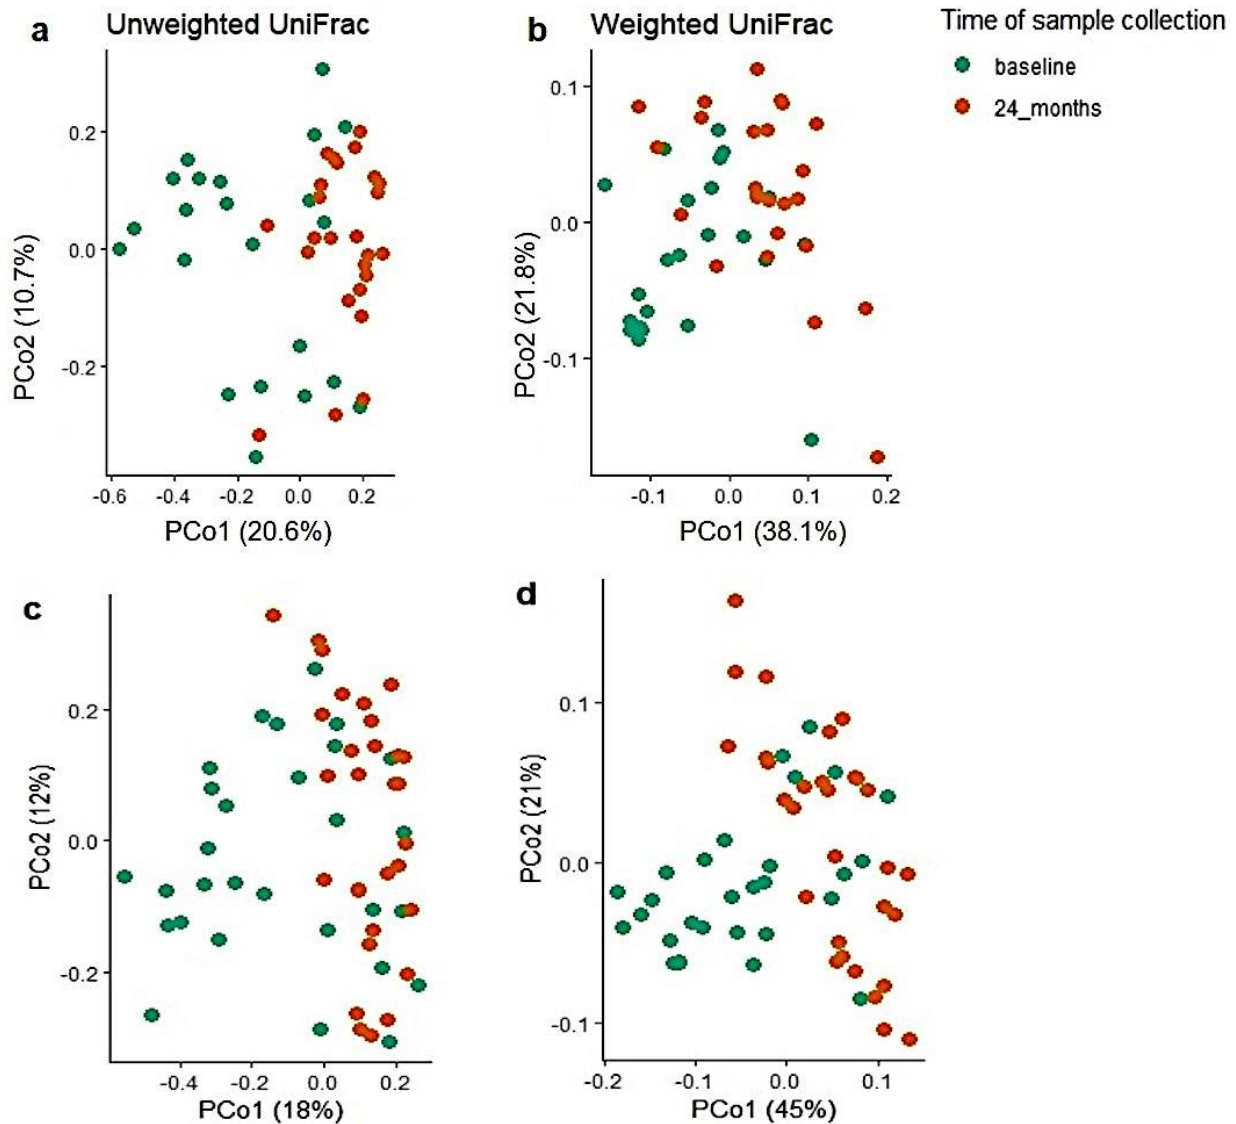 a
Unweighted UniFrac
b
Weighted UniFrac
Time of sample collection
baseline
24_months
PCo2 (10.7%)
0.2
0.0
-0.2
-0.6 -0.4 -0.2 0.0 0.2
PCo1 (20.6%)
PCo2 (21.8%)
0.1
0.0
-0.1
-0.1 0.0 0.1 0.2
PCo1 (38.1%)
c
PCo2 (12%)
0.2
0.0
-0.2
-0.4 -0.2 0.0 0.2
PCo1 (18%)
d
PCo2 (21%)
0.1
0.0
-0.1
-0.2 -0.1 0.0 0.1
PCo1 (45%)